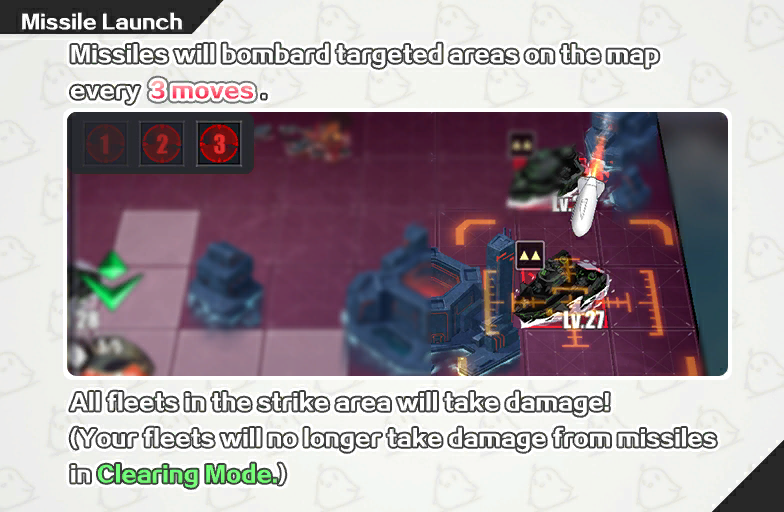 Missile Launch
Missiles will bombard targeted areas on the map
every 3 moves.
1 2 3
Lv.
Lv.27
All fleets in the strike area will take damage!
(Your fleets will no longer take damage from missiles
in Clearing Mode.)